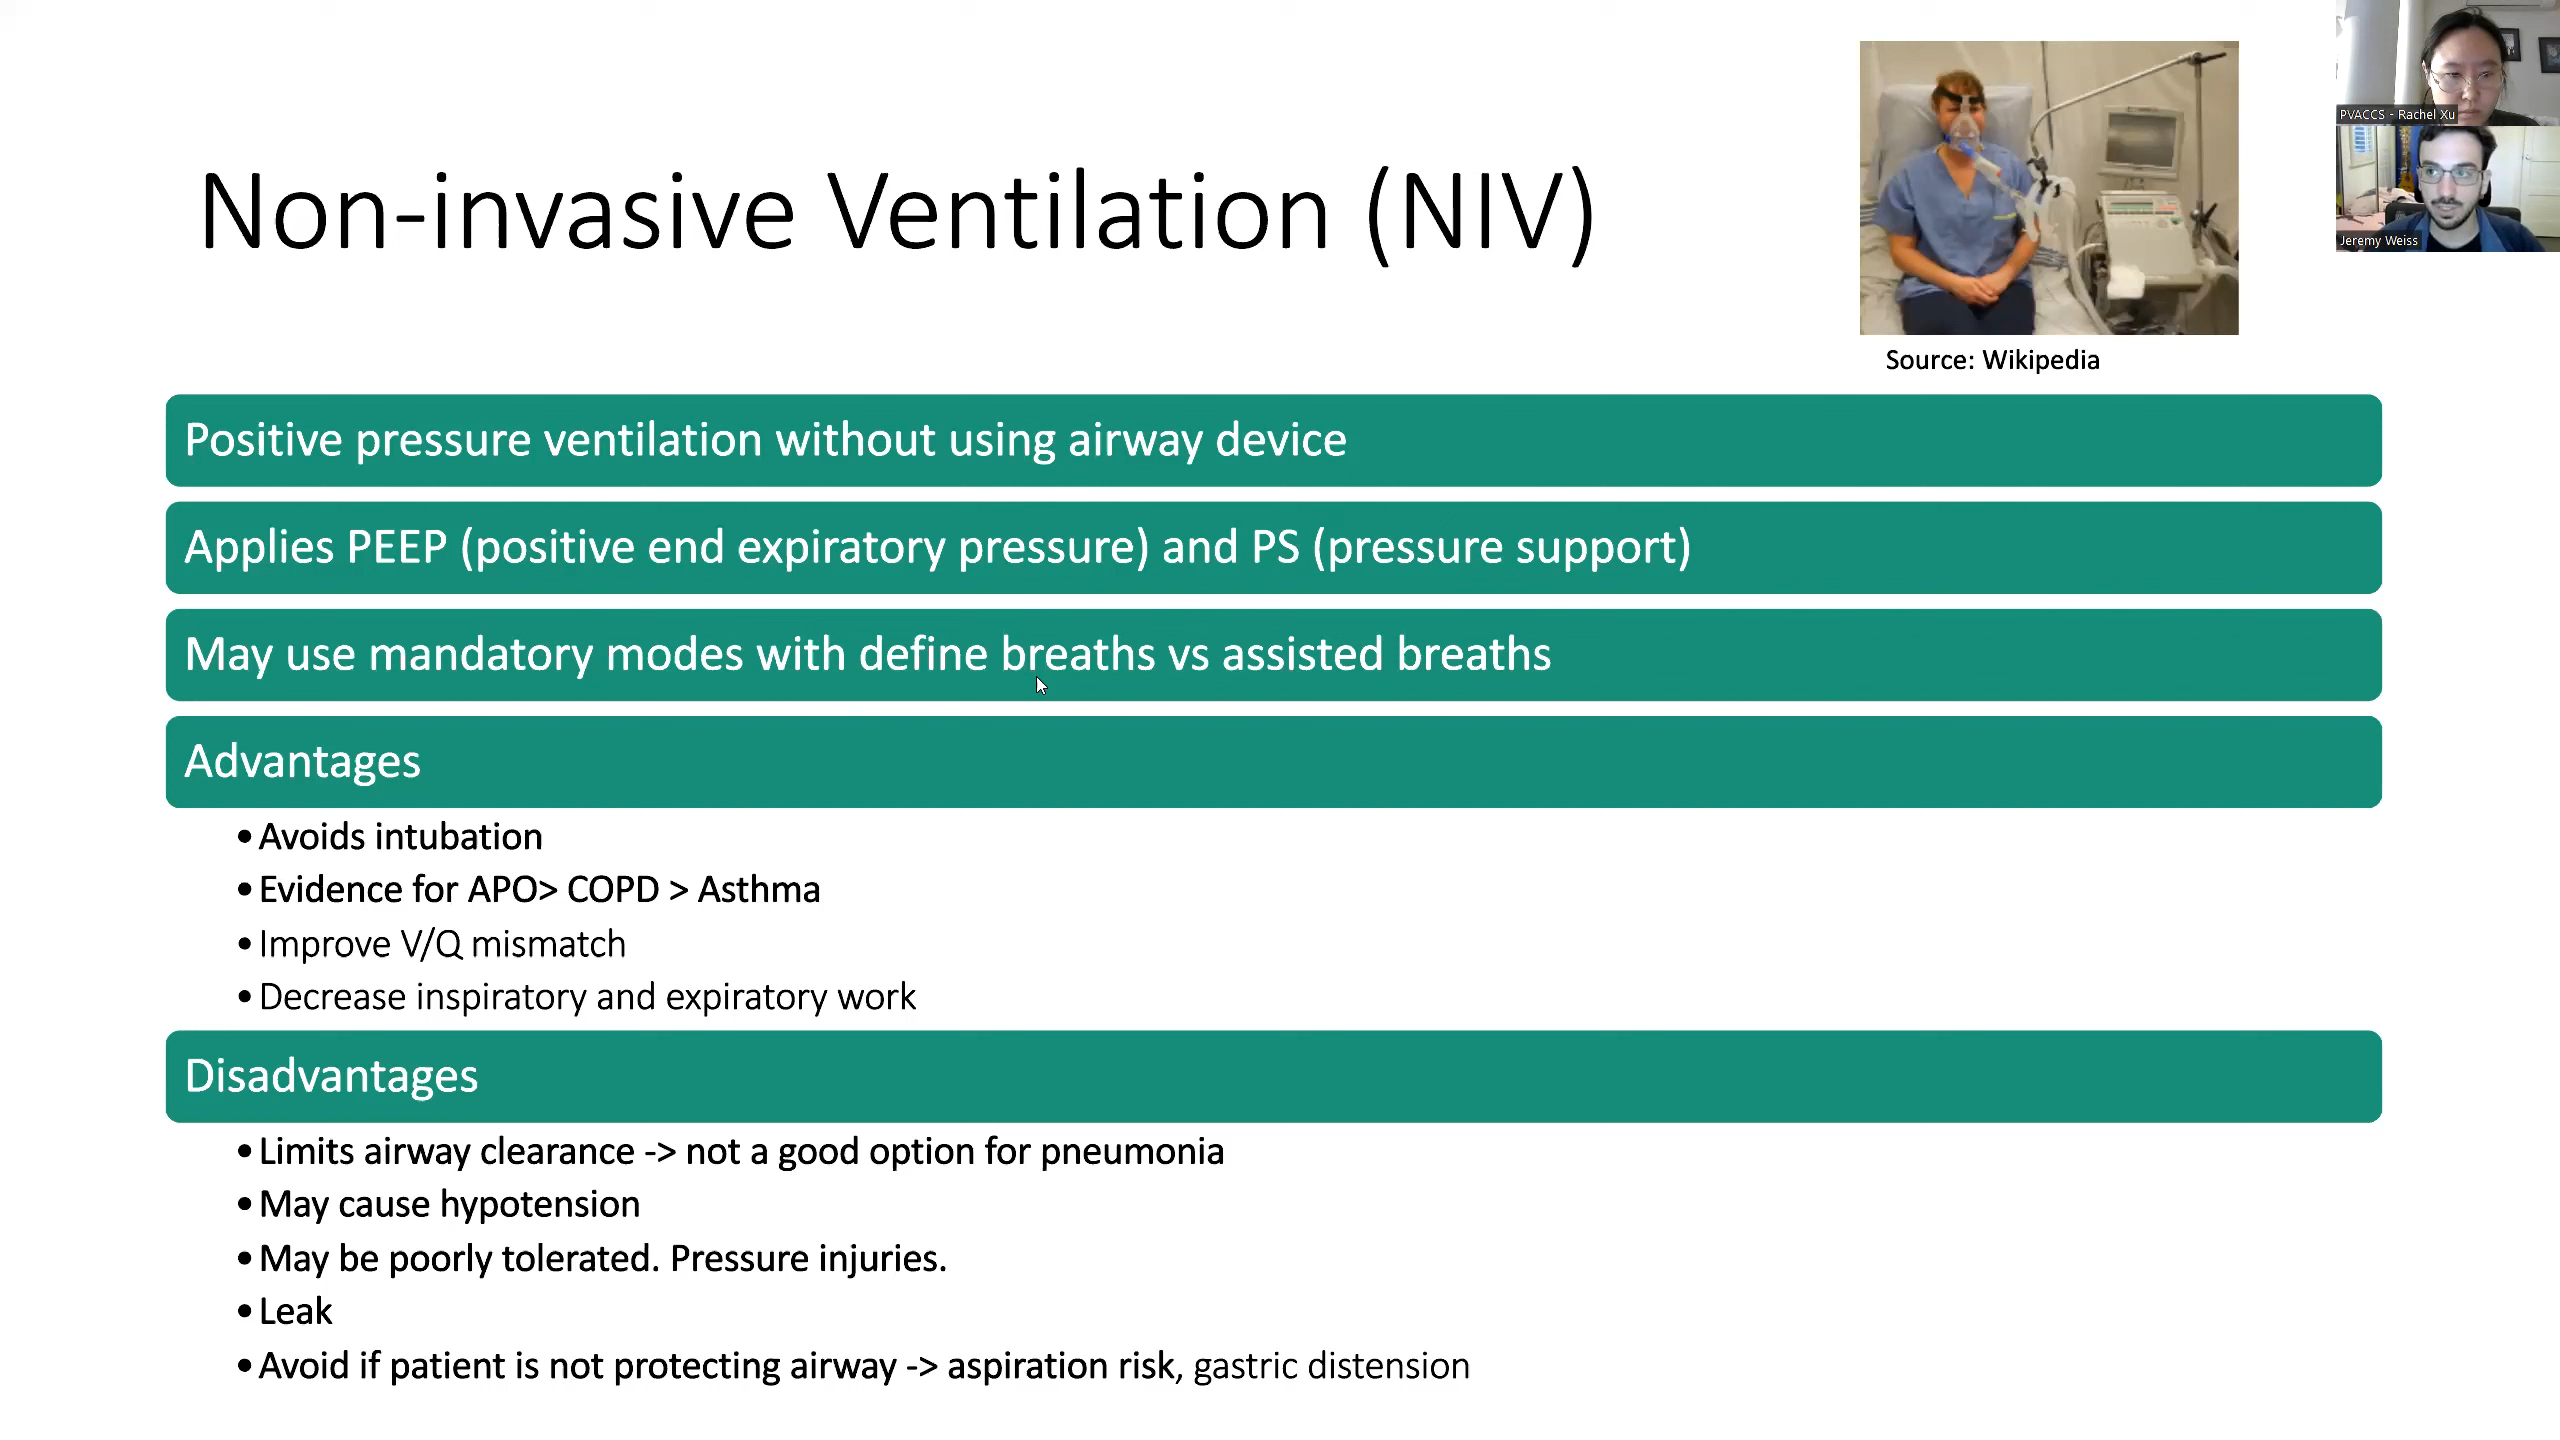 Non-invasive Ventilation (NIV)
PVACCS - Rachel Xu
Jeremy Weiss
Source: Wikipedia
Positive pressure ventilation without using airway device
Applies PEEP (positive end expiratory pressure) and PS (pressure support)
May use mandatory modes with define breaths vs assisted breaths
Advantages
•Avoids intubation
•Evidence for APO> COPD > Asthma
•Improve V/Q mismatch
•Decrease inspiratory and expiratory work
Disadvantages
•Limits airway clearance -> not a good option for pneumonia
•May cause hypotension
•May be poorly tolerated. Pressure injuries.
•Leak
•Avoid if patient is not protecting airway -> aspiration risk, gastric distension